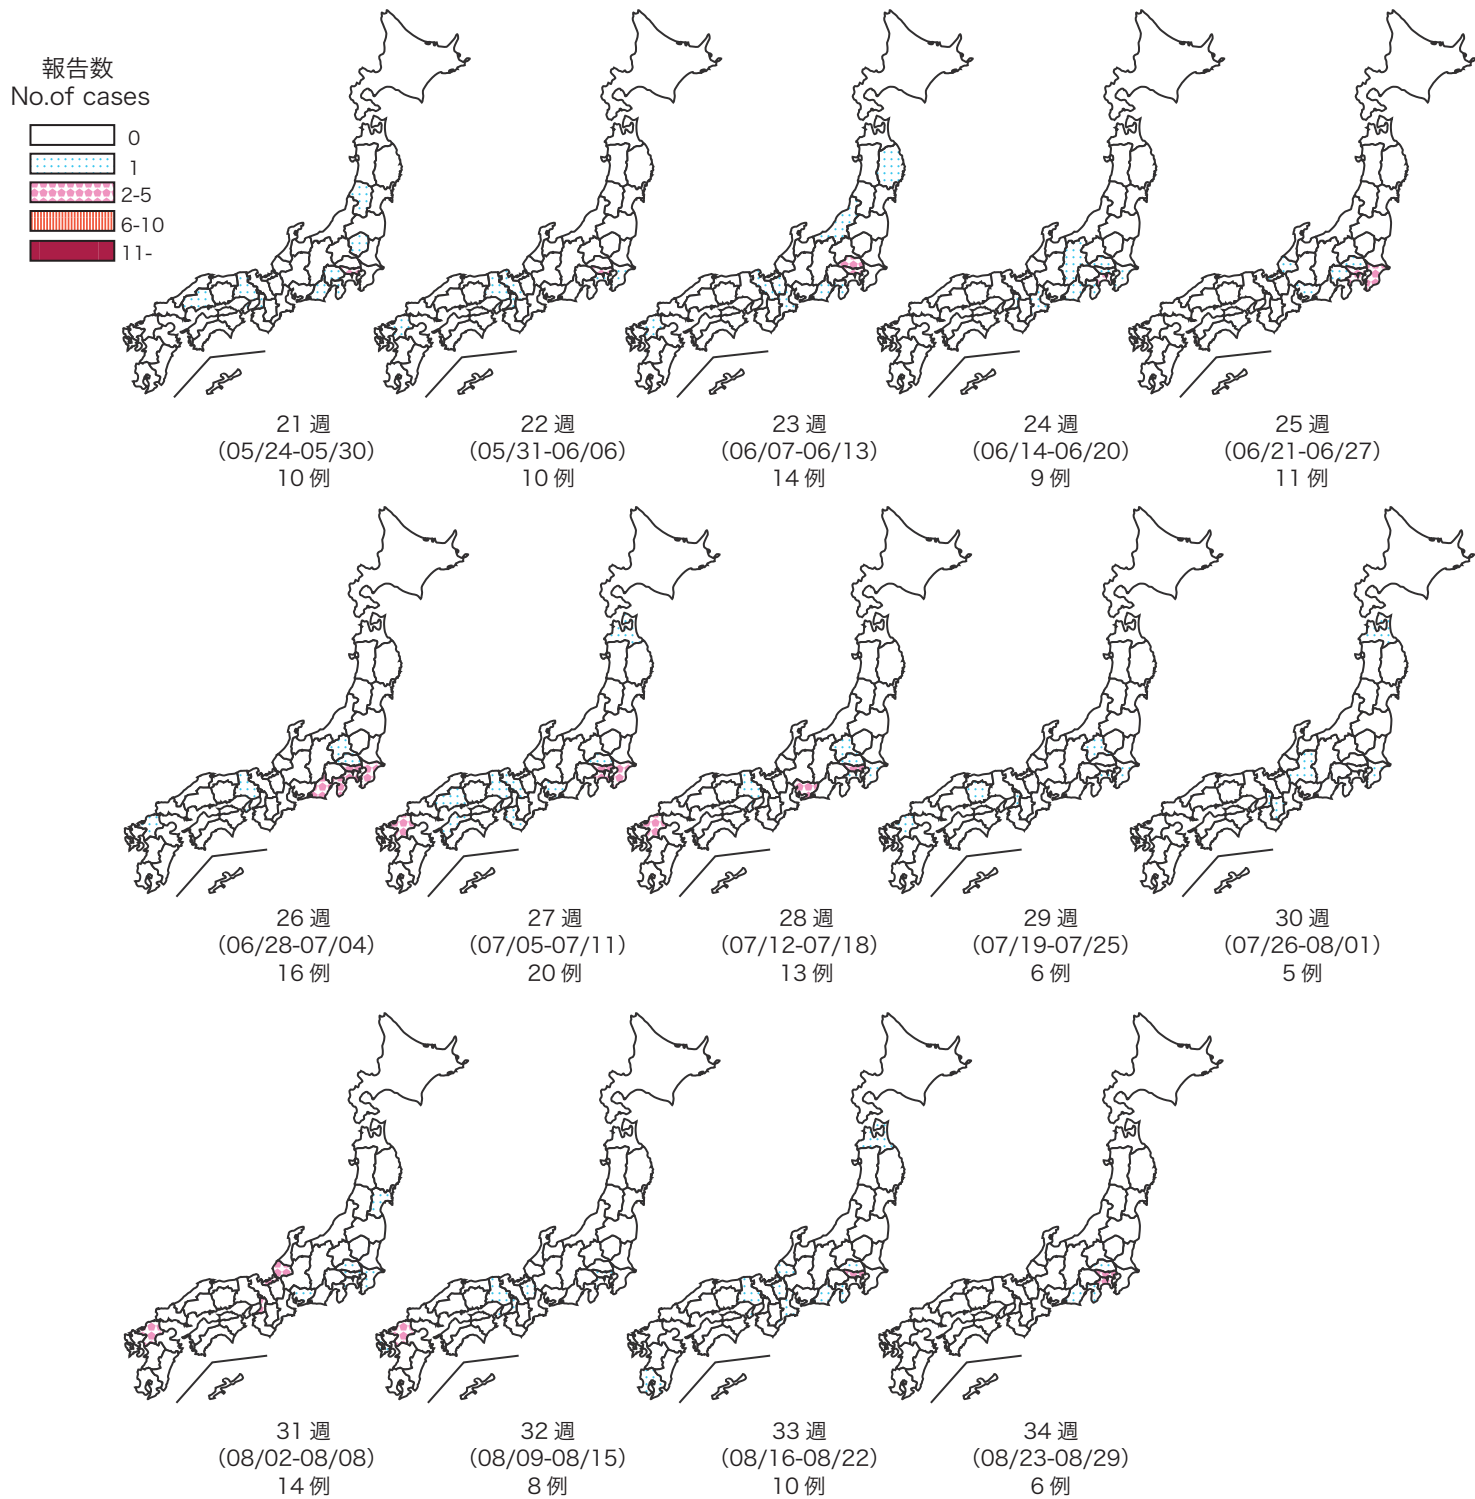 報告数
No.of cases
0
1
2-5
6-10
11-
21 週
(05/24-05/30)
10 例
22 週
(05/31-06/06)
10 例
23 週
(06/07-06/13)
14 例
24 週
(06/14-06/20)
9 例
25 週
(06/21-06/27)
11 例
26 週
(06/28-07/04)
16 例
27 週
(07/05-07/11)
20 例
28 週
(07/12-07/18)
13 例
29 週
(07/19-07/25)
6 例
30 週
(07/26-08/01)
5 例
31 週
(08/02-08/08)
14 例
32 週
(08/09-08/15)
8 例
33 週
(08/16-08/22)
10 例
34 週
(08/23-08/29)
6 例